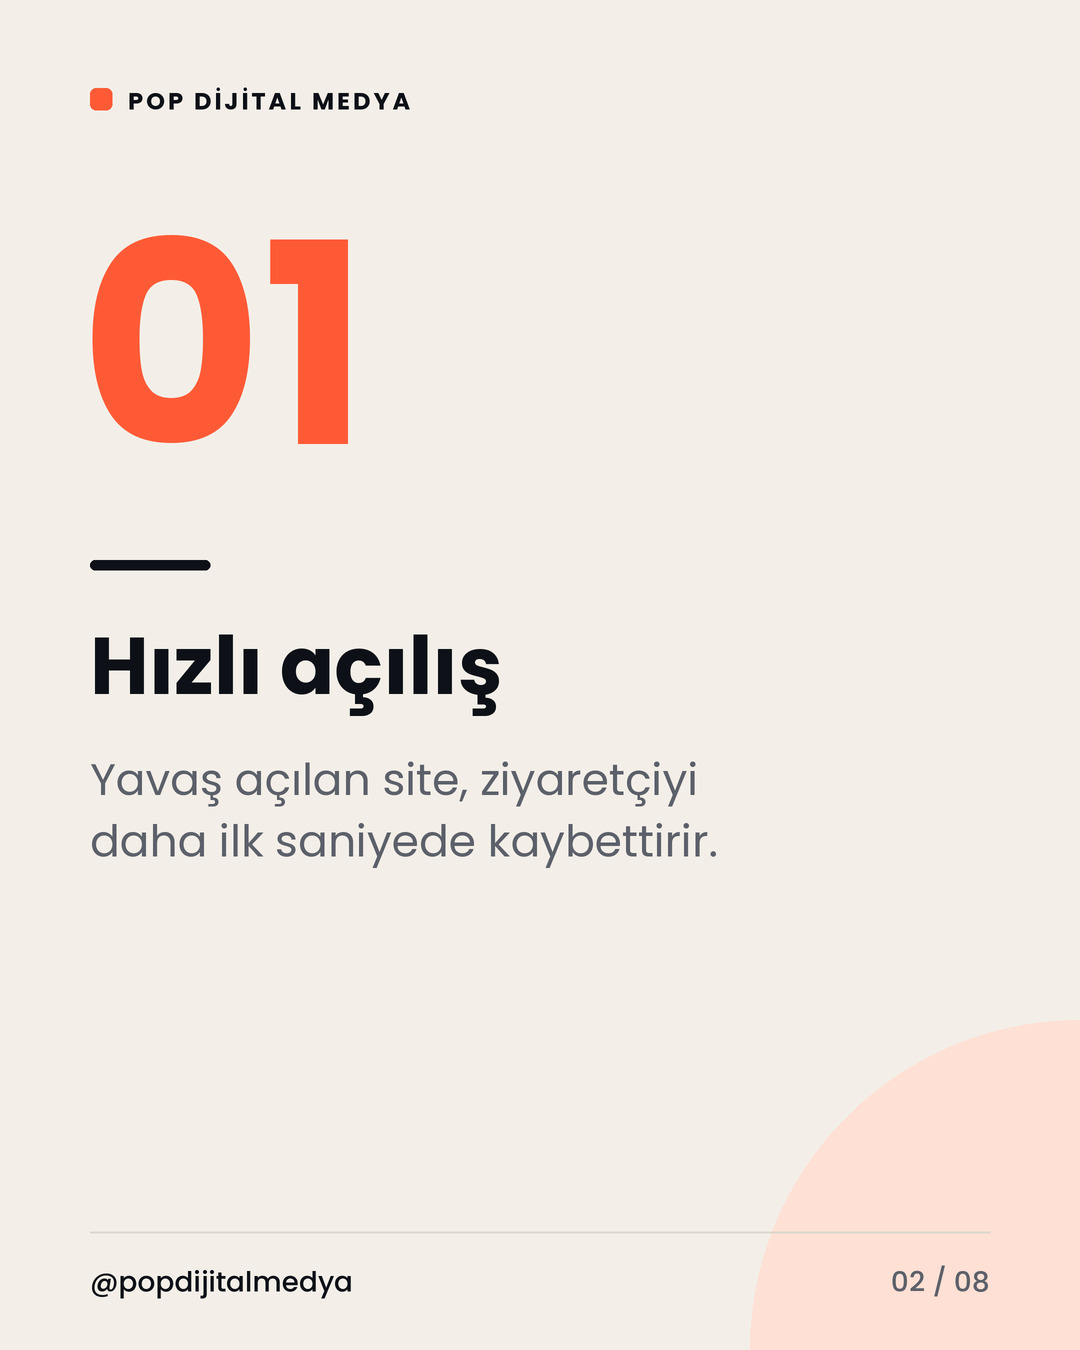 POP DİJİTAL MEDYA
01
Hızlı açılış
Yavaş açılan site, ziyaretçiyi
daha ilk saniyede kaybettirir.
@popdijitalmedya
02 / 08